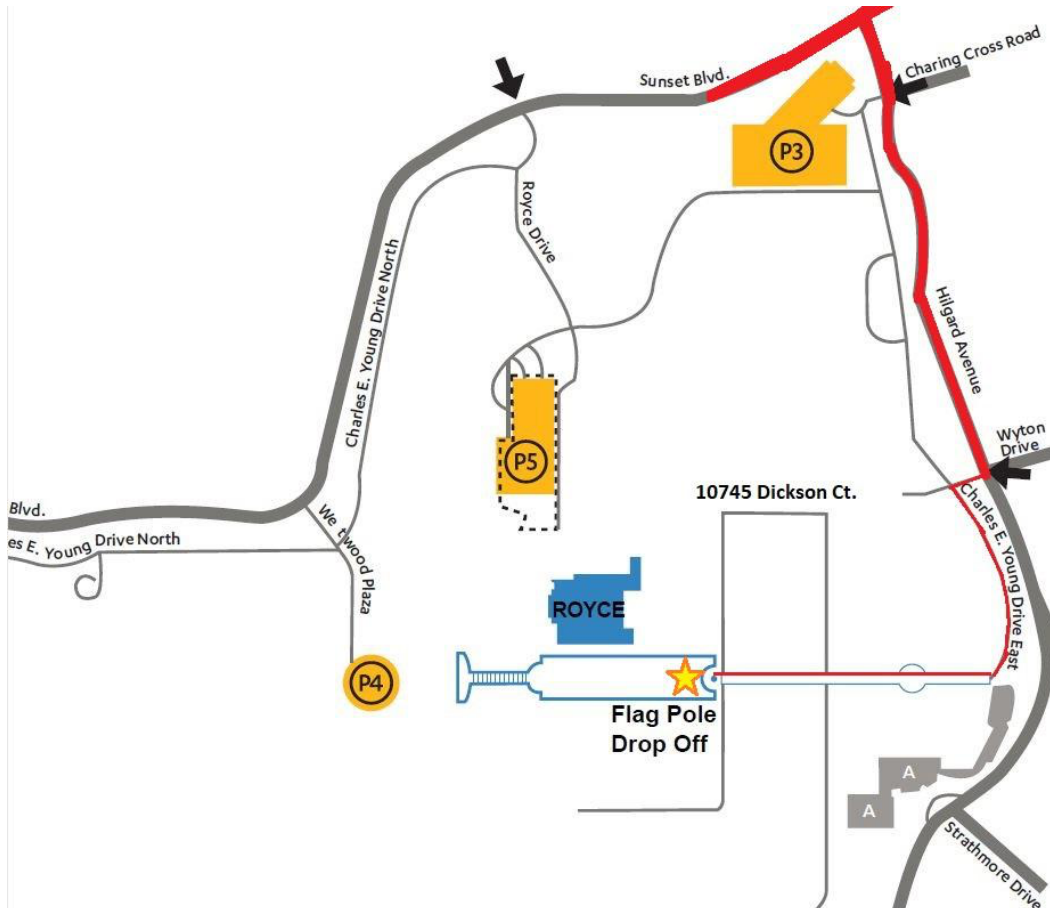 Sunset Blvd.
Charing Cross Road
P3
Royce Drive
Charles E. Young Drive North
Hilgard Avenue
Wyton
Drive
P5
10745 Dickson Ct.
Charles E. Young Drive East
Blvd.
es E. Young Drive North
We twood Plaza
ROYCE
P4
Flag Pole
Drop Off
A
A
Strathmore Drive